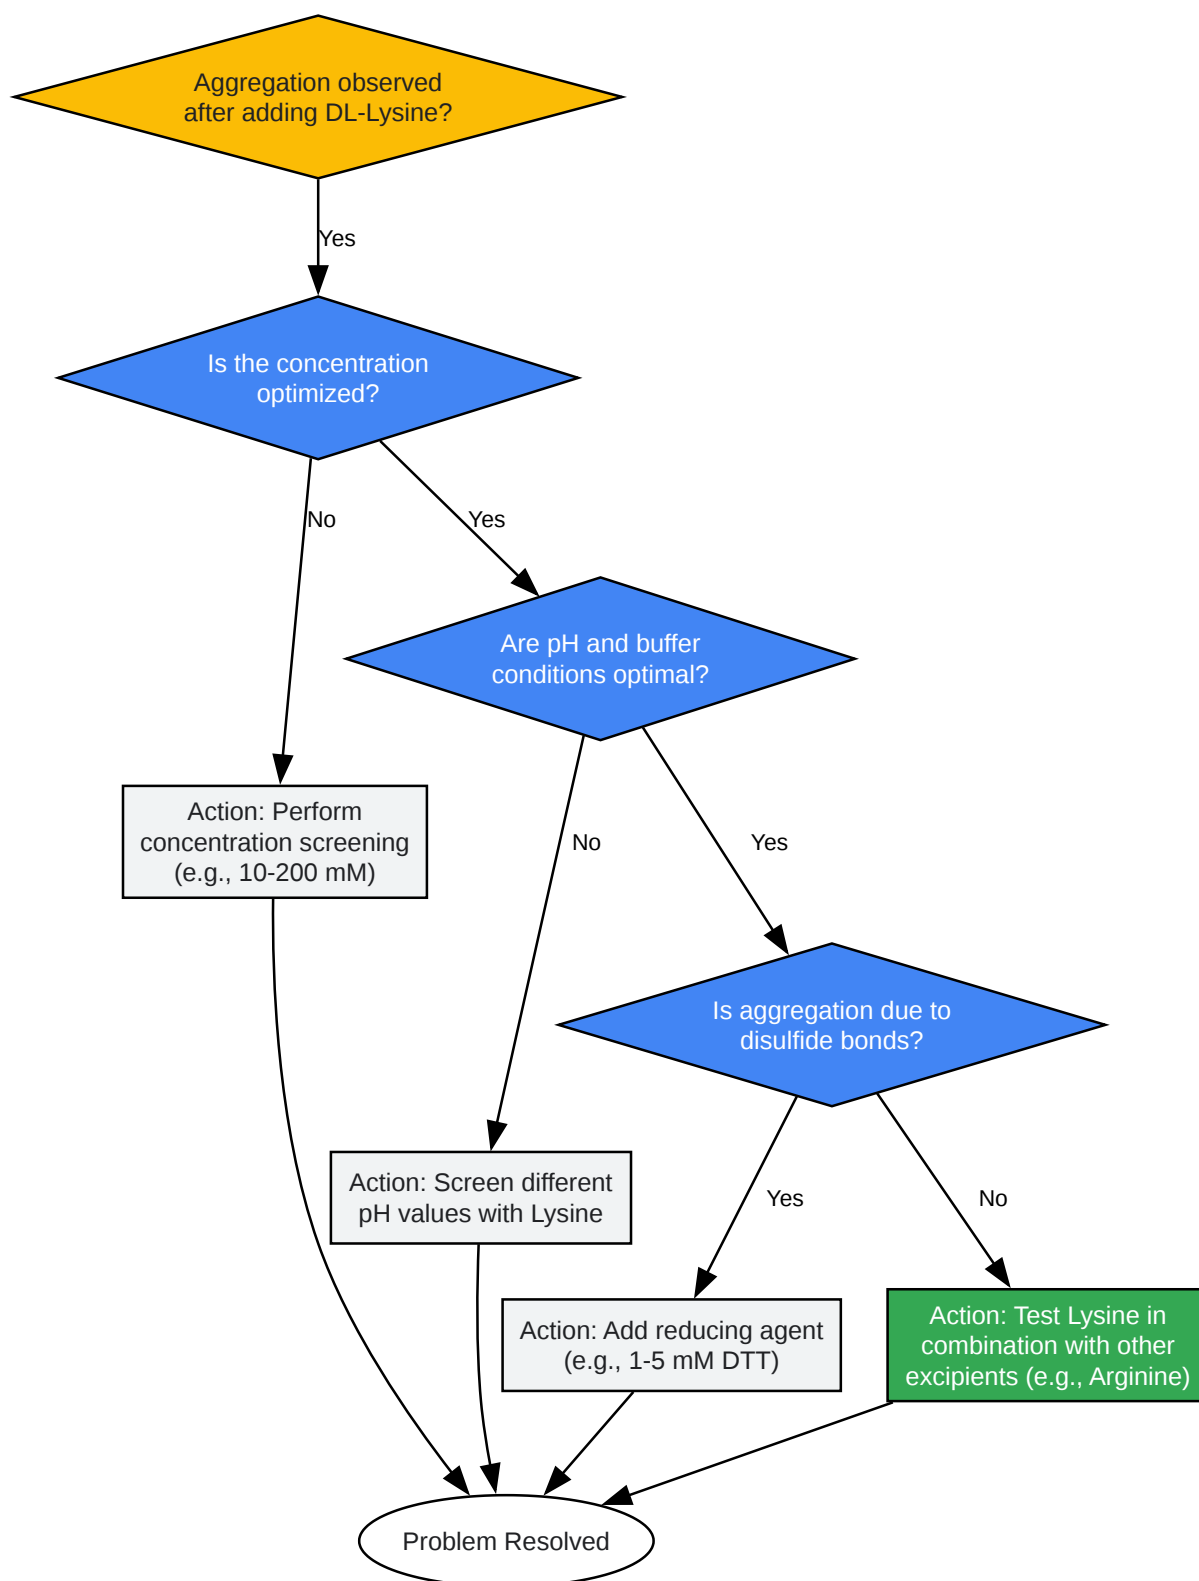 Aggregation observed
after adding DL-Lysine?
Yes
Is the concentration
optimized?
No
Yes
Are pH and buffer
conditions optimal?
Action: Perform
concentration screening
(e.g., 10-200 mM)
No
Yes
Is aggregation due to
disulfide bonds?
Action: Screen different
pH values with Lysine
Yes
No
Action: Add reducing agent
(e.g., 1-5 mM DTT)
Action: Test Lysine in
combination with other
excipients (e.g., Arginine)
Problem Resolved